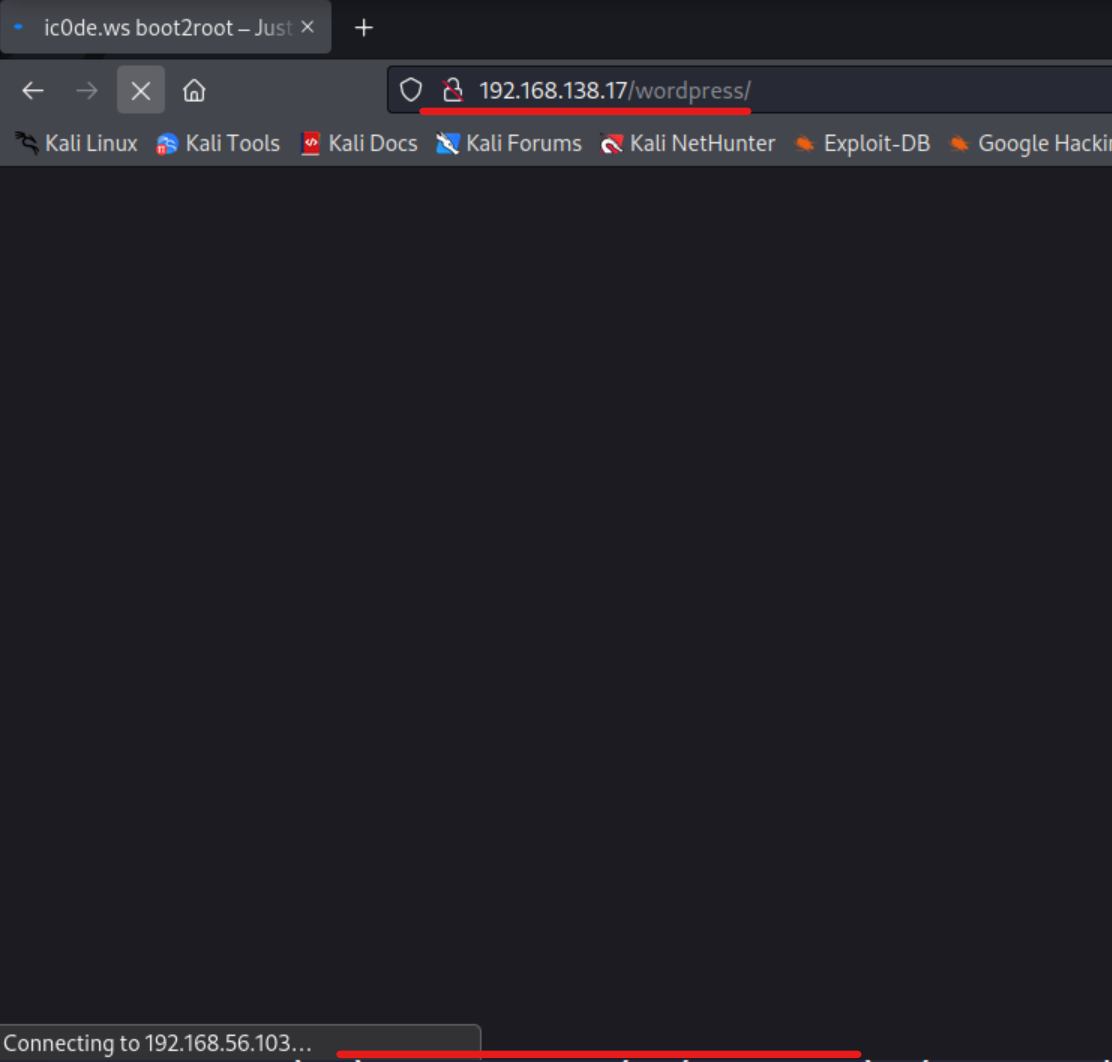 ic0de.ws boot2root – Just
192.168.138.17/wordpress/
Kali Linux Kali Tools Kali Docs Kali Forums Kali NetHunter Exploit-DB Google Hackin
Connecting to 192.168.56.103...